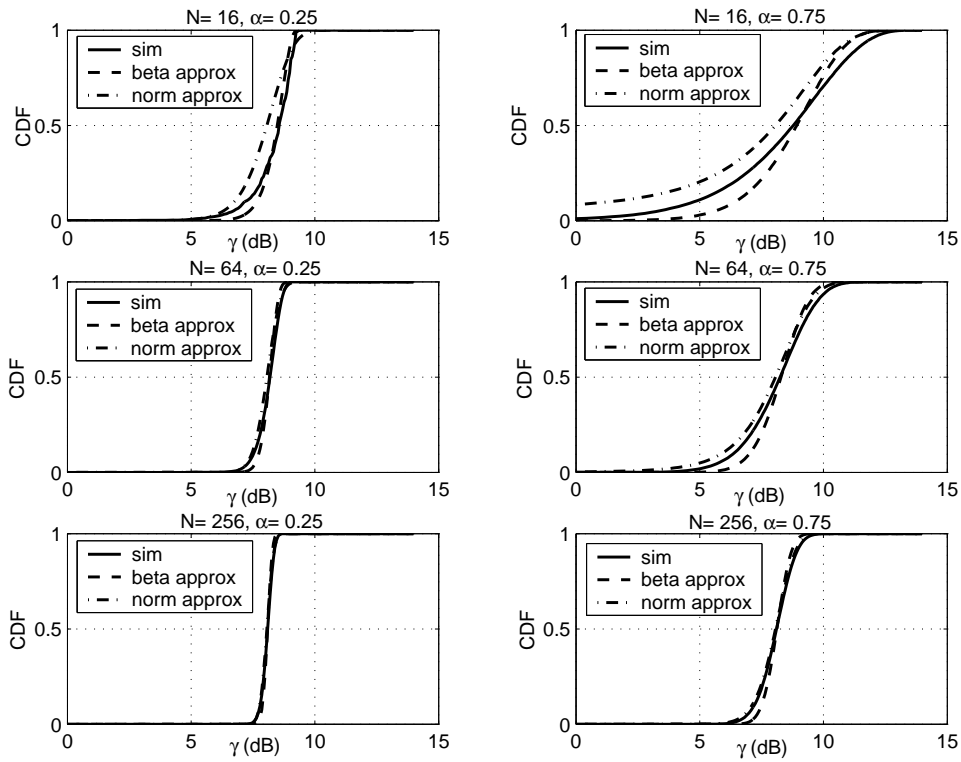 N= 16, α= 0.25
1
0.5
0
CDF
sim
beta approx
norm approx
0 5 10 15
γ (dB)
N= 16, α= 0.75
1
0.5
0
CDF
sim
beta approx
norm approx
0 5 10 15
γ (dB)
N= 64, α= 0.25
1
0.5
0
CDF
sim
beta approx
norm approx
0 5 10 15
γ (dB)
N= 64, α= 0.75
1
0.5
0
CDF
sim
beta approx
norm approx
0 5 10 15
γ (dB)
N= 256, α= 0.25
1
0.5
0
CDF
sim
beta approx
norm approx
0 5 10 15
γ (dB)
N= 256, α= 0.75
1
0.5
0
CDF
sim
beta approx
norm approx
0 5 10 15
γ (dB)